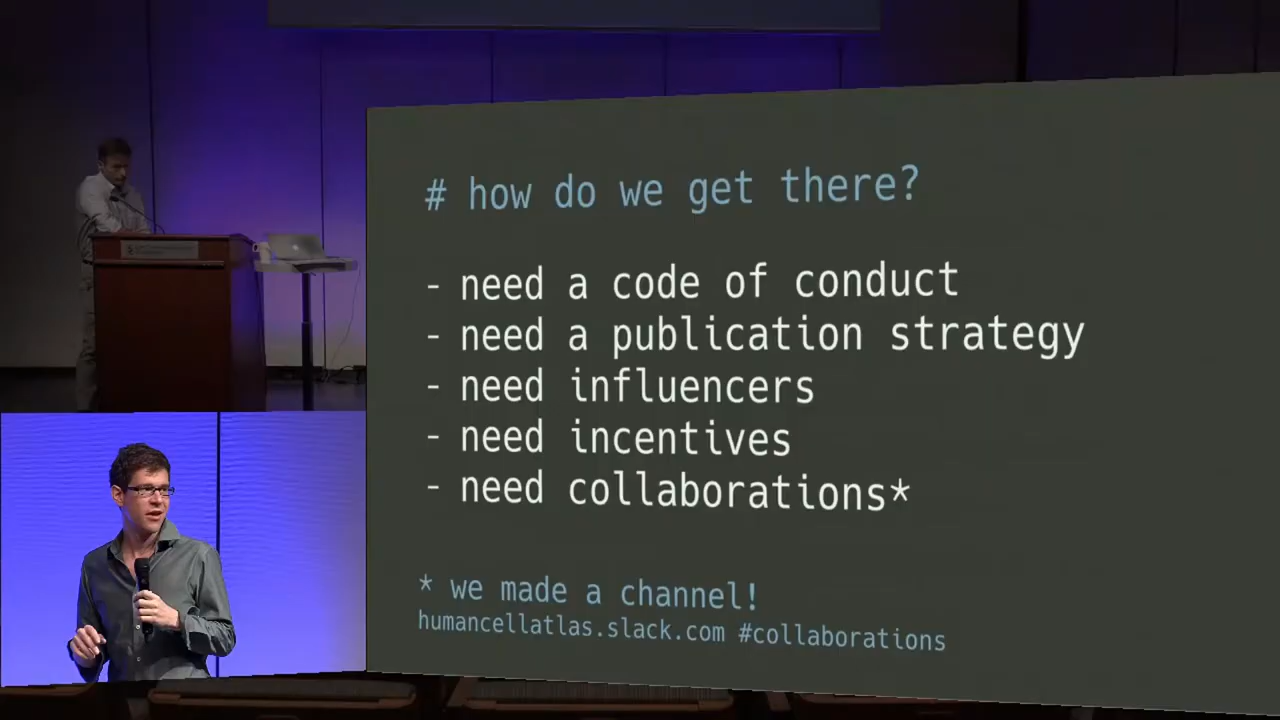 # how do we get there?
- need a code of conduct
- need a publication strategy
- need influencers
- need incentives
- need collaborations*
* we made a channel!
humancellatlas.slack.com #collaborations